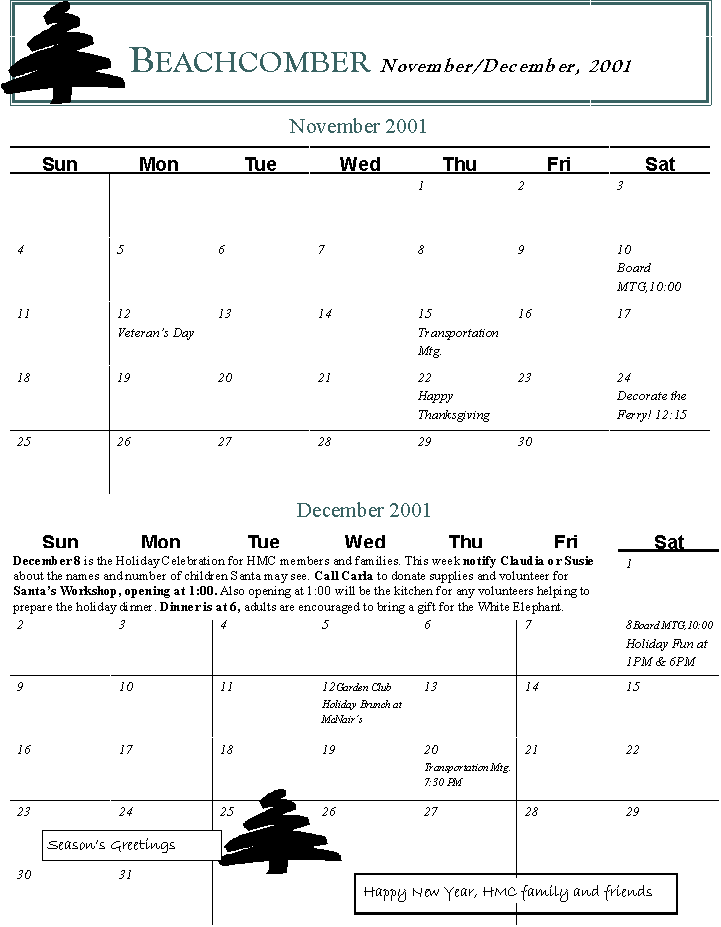 BEACHCOMBER November/December, 2001
November 2001
Sun Mon Tue Wed Thu Fri Sat
1 2 3
4 5 6 7 8 9 10
Board
MTG,10:00
11 12 13 14 15 16 17
Veteran's Day Transportation
Mtg.
18 19 20 21 22 23 24
Happy Decorate the
Thanksgiving Ferry! 12:15
25 26 27 28 29 30
December 2001
Sun Mon Tue Wed Thu Fri Sat
December 8 is the Holiday Celebration for HMC members and families. This week notify Claudia or Susie 1
about the names and number of children Santa may see. Call Carla to donate supplies and volunteer for
Santa's Workshop, opening at 1:00. Also opening at 1:00 will be the kitchen for any volunteers helping to
prepare the holiday dinner. Dinner is at 6, adults are encouraged to bring a gift for the White Elephant.
2 3 4 5 6 7 8 Board MTG,10:00
Holiday Fun at
1PM & 6PM
9 10 11 12 Garden Club 13 14 15
Holiday Brunch at
McNair's
16 17 18 19 20 21 22
Transportation Mtg.
7:30 PM
23 24 25 26 27 28 29
Season's Greetings
30 31
Happy New Year, HMC family and friends